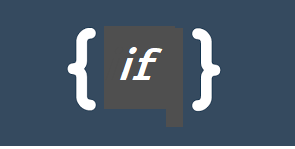 { if }